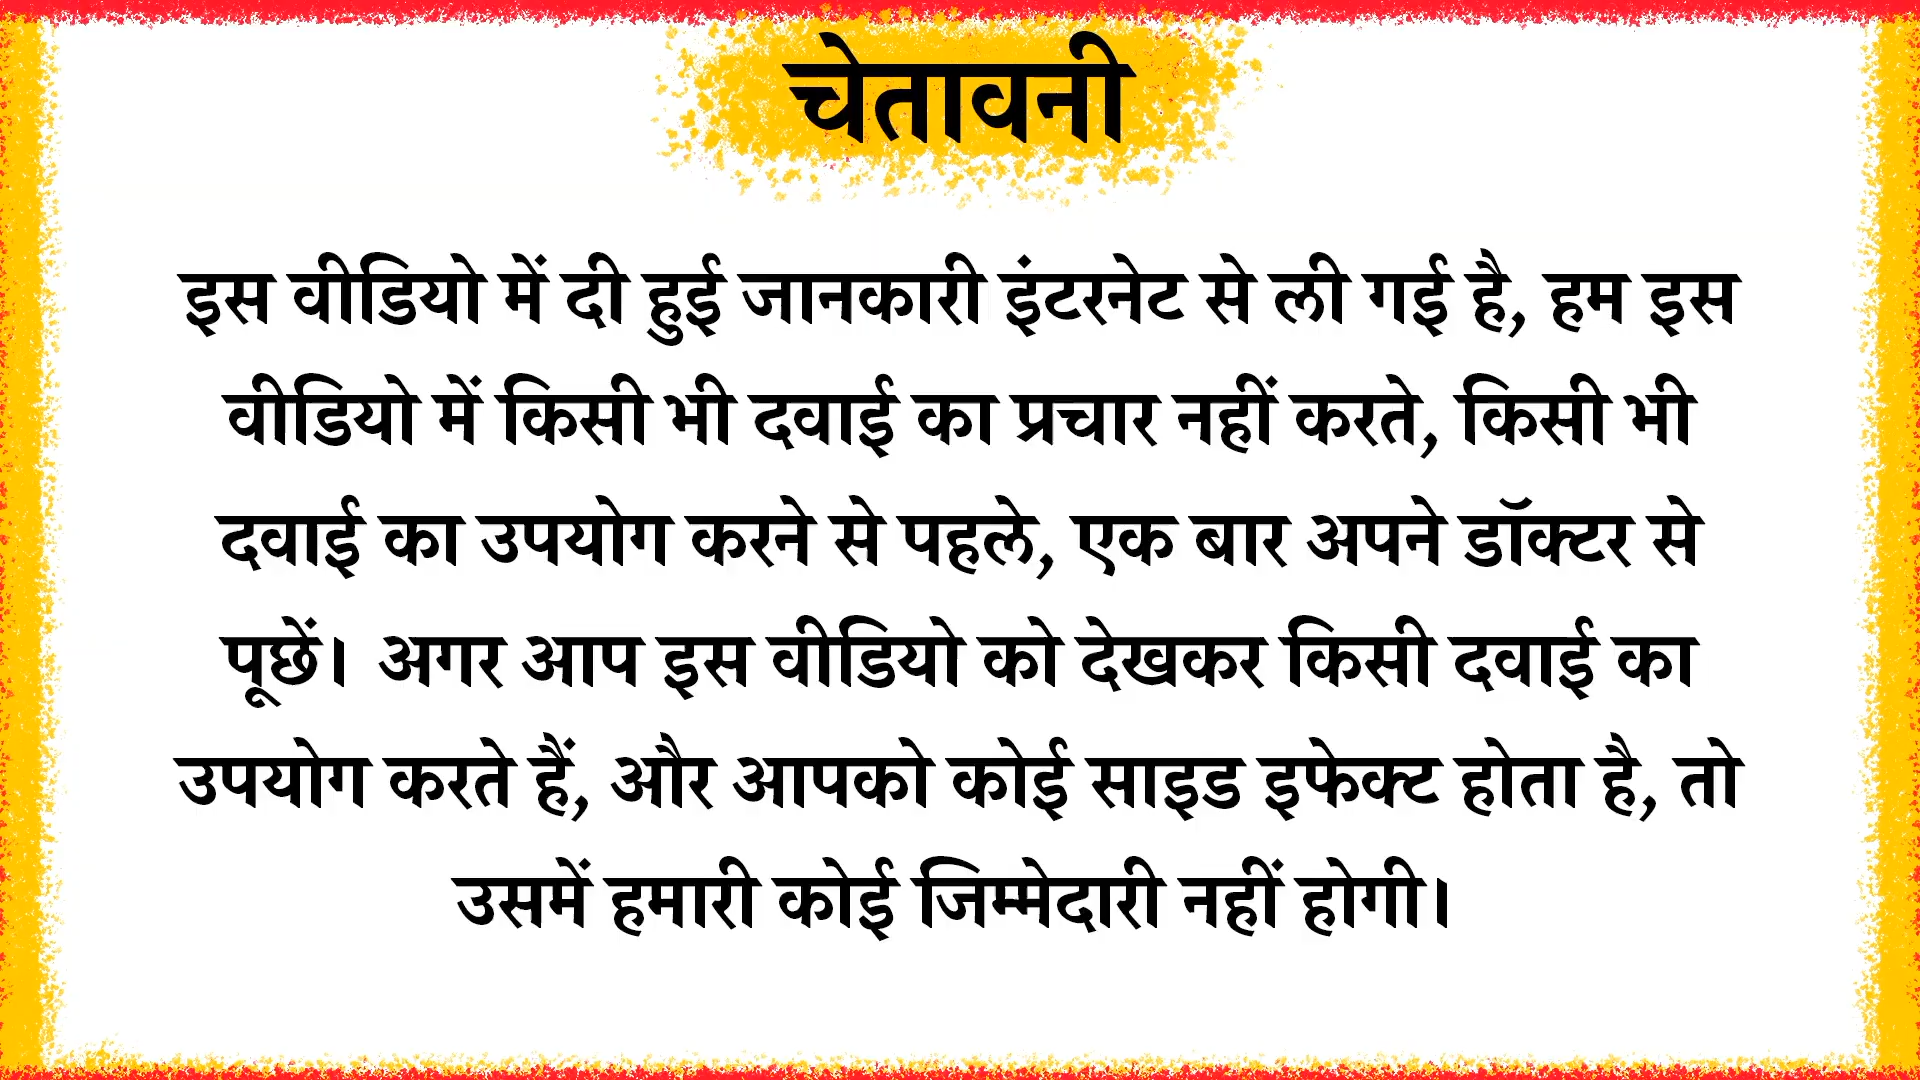 चेतावनी
इस वीडियो में दी हुई जानकारी इंटरनेट से ली गई है, हम इस
वीडियो में किसी भी दवाई का प्रचार नहीं करते, किसी भी
दवाई का उपयोग करने से पहले, एक बार अपने डॉक्टर से
पूछें। अगर आप इस वीडियो को देखकर किसी दवाई का
उपयोग करते हैं, और आपको कोई साइड इफेक्ट होता है, तो
उसमें हमारी कोई जिम्मेदारी नहीं होगी।